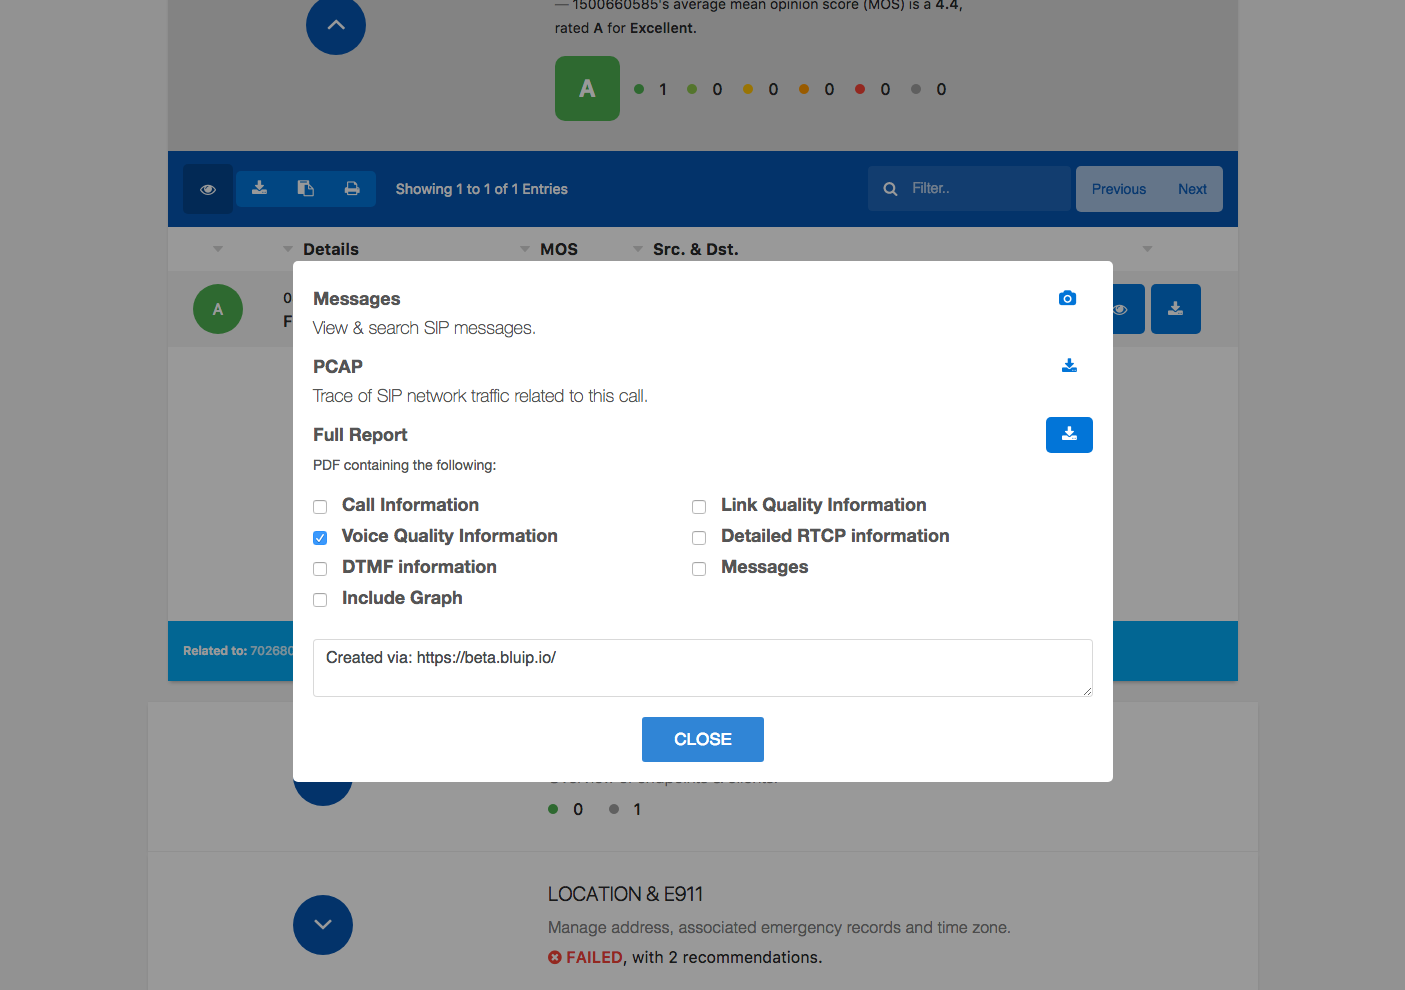 — 1500660585's average mean opinion score (MOS) is a 4.4,
rated A for Excellent.
A 1 0 0 0 0 0
Showing 1 to 1 of 1 Entries
Filter..
Previous Next
Details MOS Src. & Dst.
A
Messages
View & search SIP messages.
PCAP
Trace of SIP network traffic related to this call.
Full Report
PDF containing the following:
Call Information
Link Quality Information
Voice Quality Information
Detailed RTCP information
DTMF information
Messages
Include Graph
Related to: 702680
Created via: https://beta.bluip.io/
CLOSE
0 1
LOCATION & E911
Manage address, associated emergency records and time zone.
FAILED, with 2 recommendations.